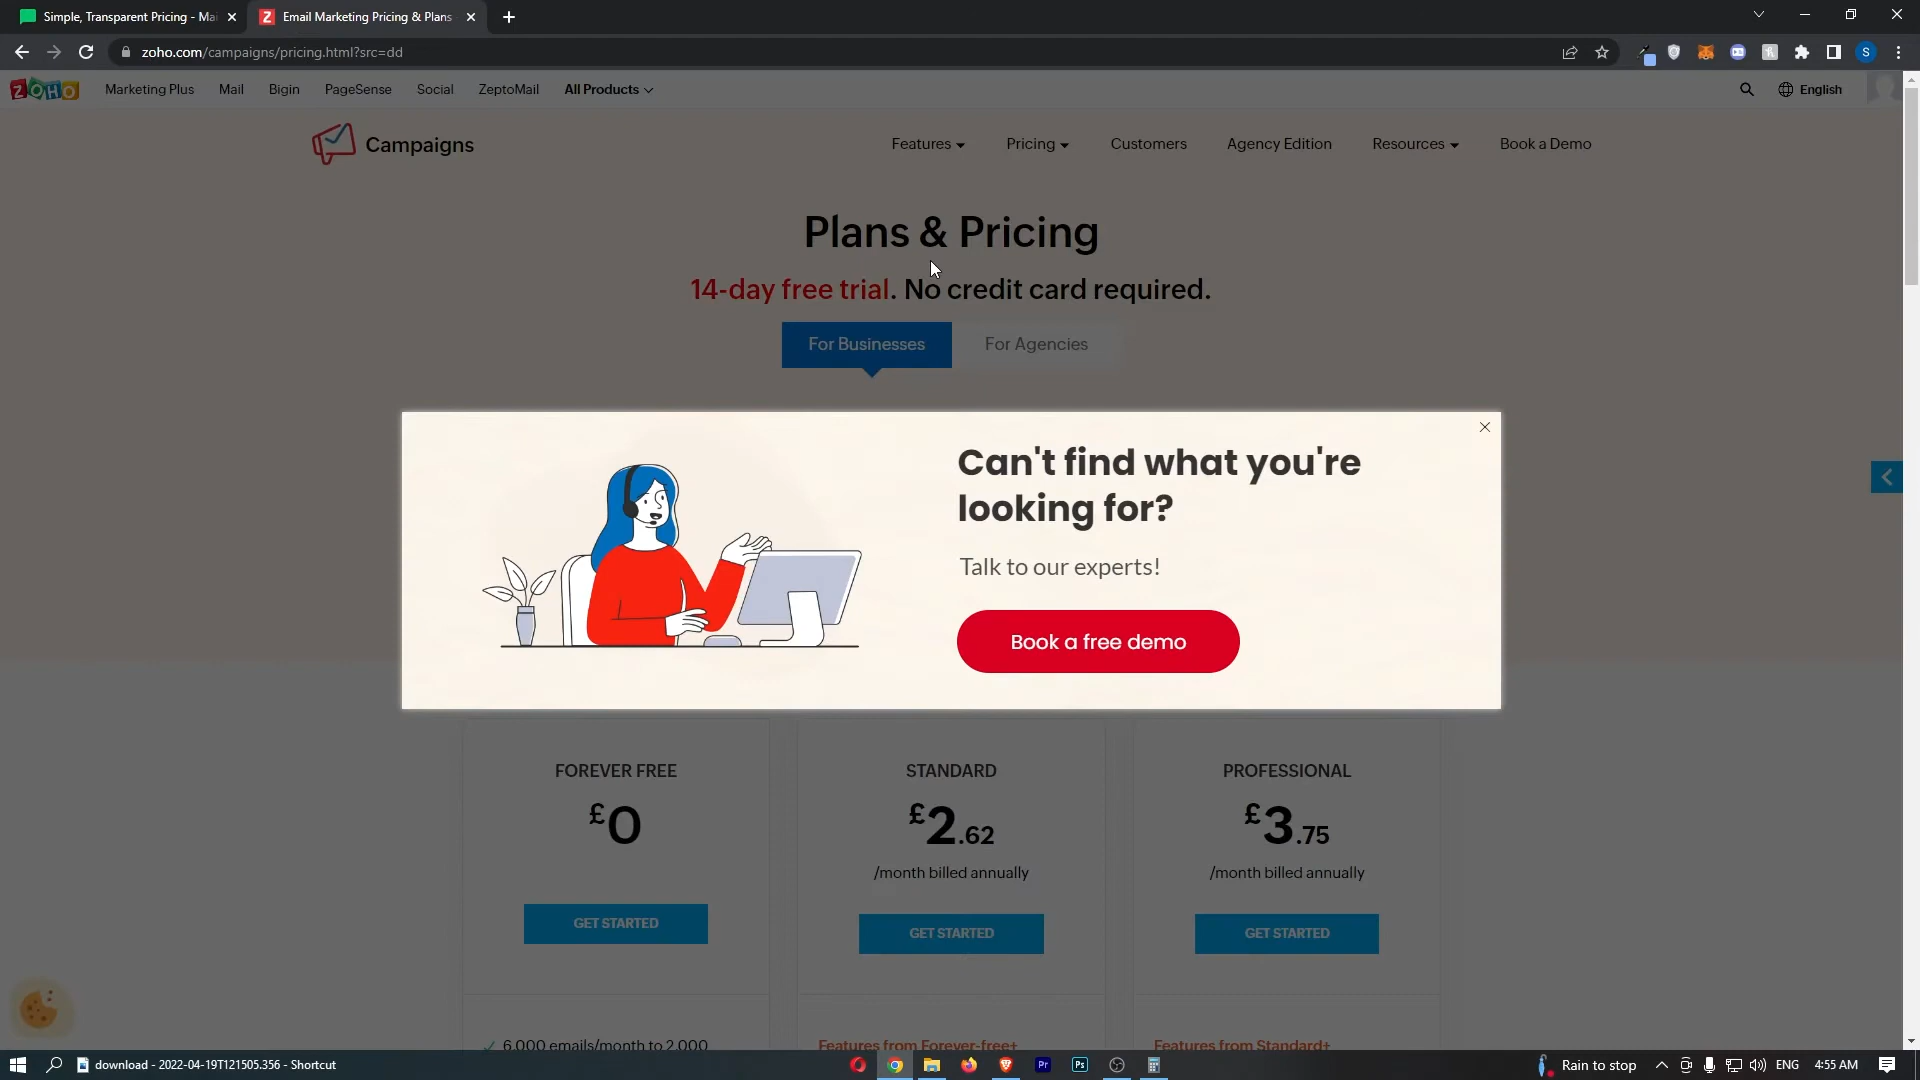 Simple, Transparent Pricing - Mai
Email Marketing Pricing & Plans
zoho.com/campaigns/pricing.html?src=dd
S
ZOHO
Marketing Plus
Mail
Bigin
PageSense
Social
ZeptoMail
All Products
English
Campaigns
Features
Pricing
Customers
Agency Edition
Resources
Book a Demo
Plans & Pricing
14-day free trial. No credit card required.
For Businesses
For Agencies
Can't find what you're
looking for?
Talk to our experts!
Book a free demo
FOREVER FREE
£0
GET STARTED
STANDARD
£2.62
/month billed annually
GET STARTED
PROFESSIONAL
£3.75
/month billed annually
GET STARTED
6,000 emails/month to 2,000
Features from Forever-free+
Features from Standard+
download - 2022-04-19T121505.356 - Shortcut
Pr
Ps
Rain to stop
ENG
4:55 AM